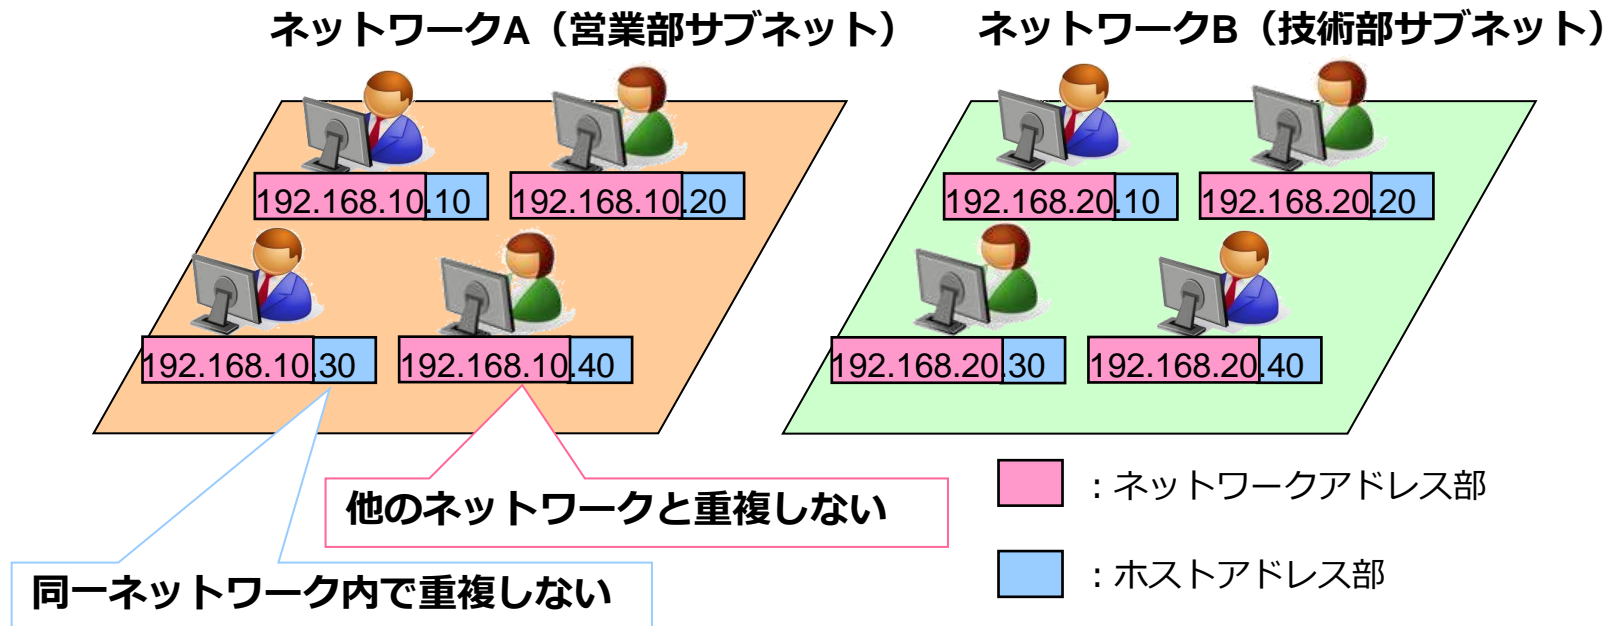 ネットワークA（営業部サブネット）
ネットワークB（技術部サブネット）
192.168.10.10
192.168.10.20
192.168.20.10
192.168.20.20
192.168.10.30
192.168.10.40
192.168.20.30
192.168.20.40
他のネットワークと重複しない
：ネットワークアドレス部
同一ネットワーク内で重複しない
：ホストアドレス部